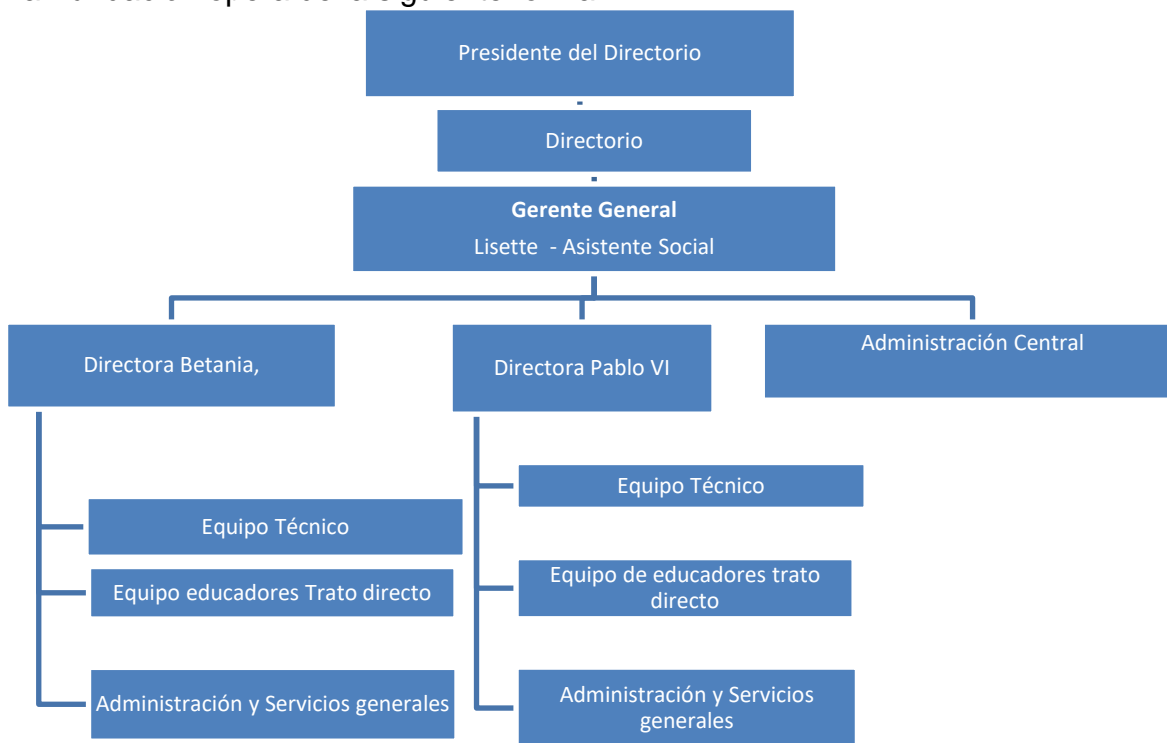 Presidente del Directorio
Directorio
Gerente General
Lisette - Asistente Social
Directora Betania,
Directora Pablo VI
Administración Central
Equipo Técnico
Equipo educadores Trato directo
Administración y Servicios generales
Equipo Técnico
Equipo de educadores trato
directo
Administración y Servicios
generales